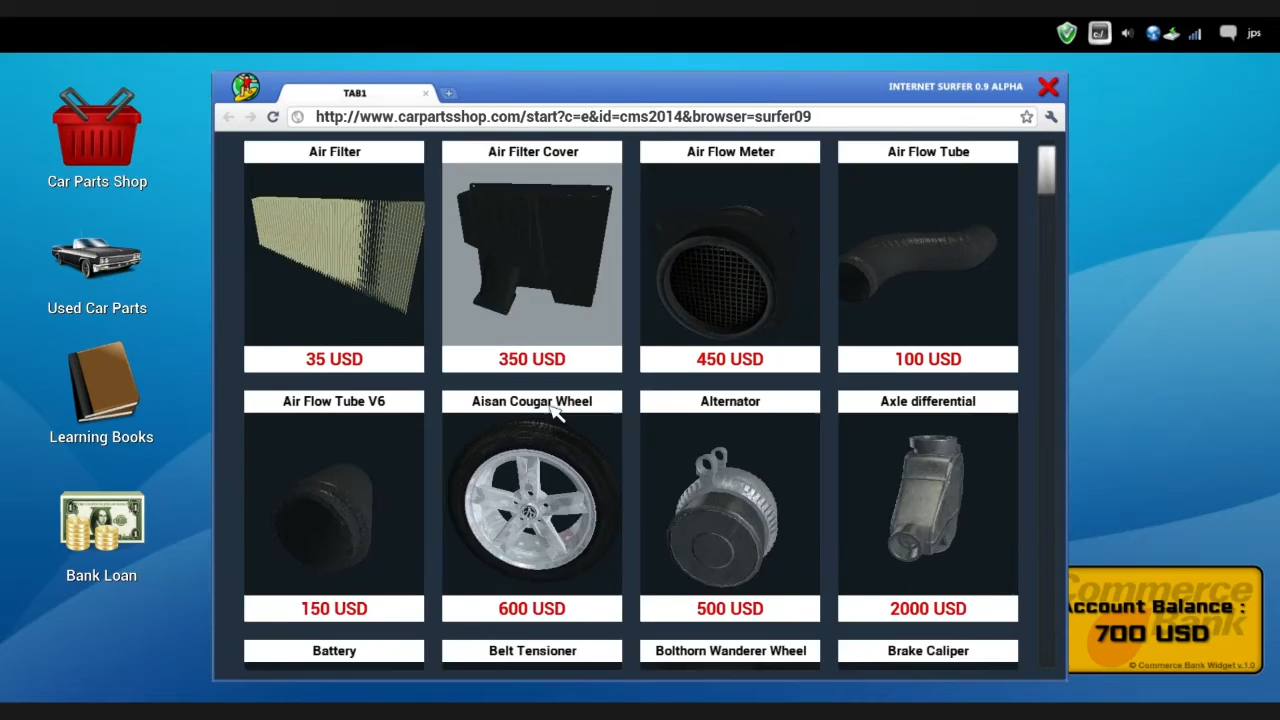 c:/
jps
TAB1
INTERNET SURFER 0.9 ALPHA
http://www.carpartsshop.com/start?c=e&id=cms2014&browser=surfer09
Car Parts Shop
Used Car Parts
Learning Books
Bank Loan
Air Filter
Air Filter Cover
Air Flow Meter
Air Flow Tube
35 USD
350 USD
450 USD
100 USD
Air Flow Tube V6
Aisan Cougar Wheel
Alternator
Axle differential
150 USD
600 USD
500 USD
2000 USD
Battery
Belt Tensioner
Bolthorn Wanderer Wheel
Brake Caliper
Commerce
Bank
Account Balance :
700 USD
© Commerce Bank Widget v.1.0